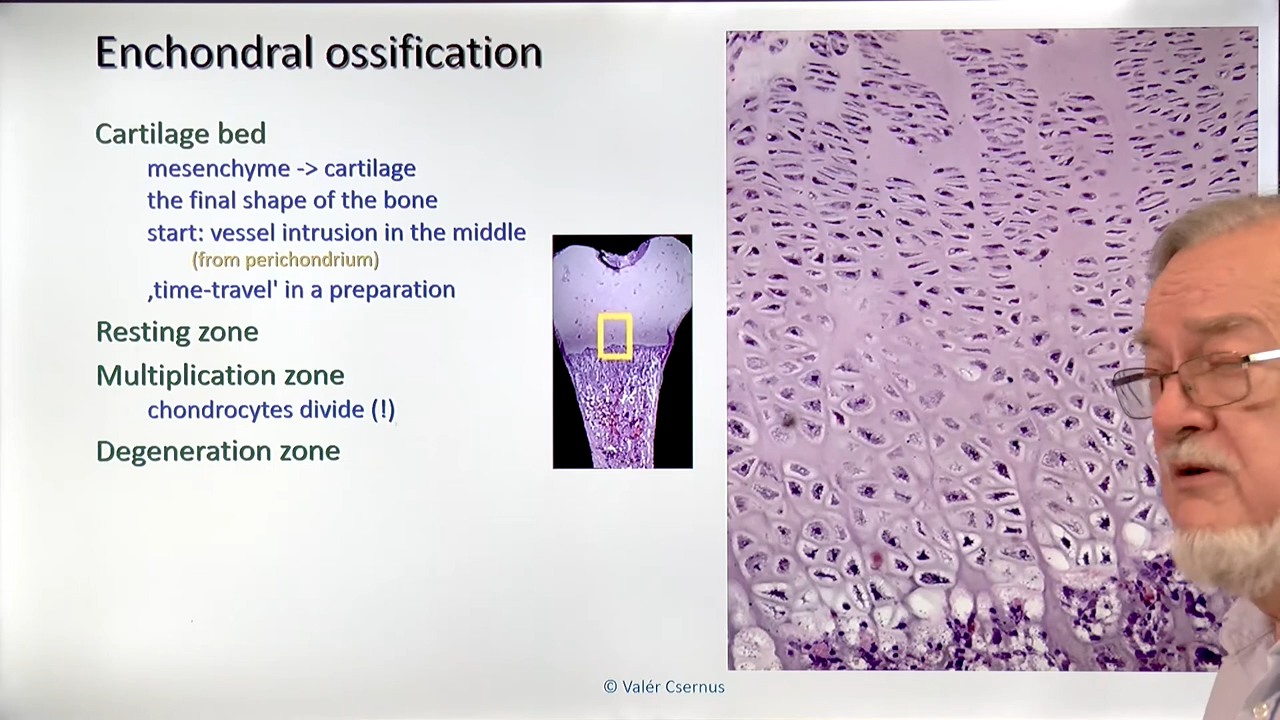 Enchondral ossification
Cartilage bed
mesenchyme -> cartilage
the final shape of the bone
start: vessel intrusion in the middle
(from perichondrium)
‚time-travel' in a preparation
Resting zone
Multiplication zone
chondrocytes divide (!)
Degeneration zone
© Valér Csernus